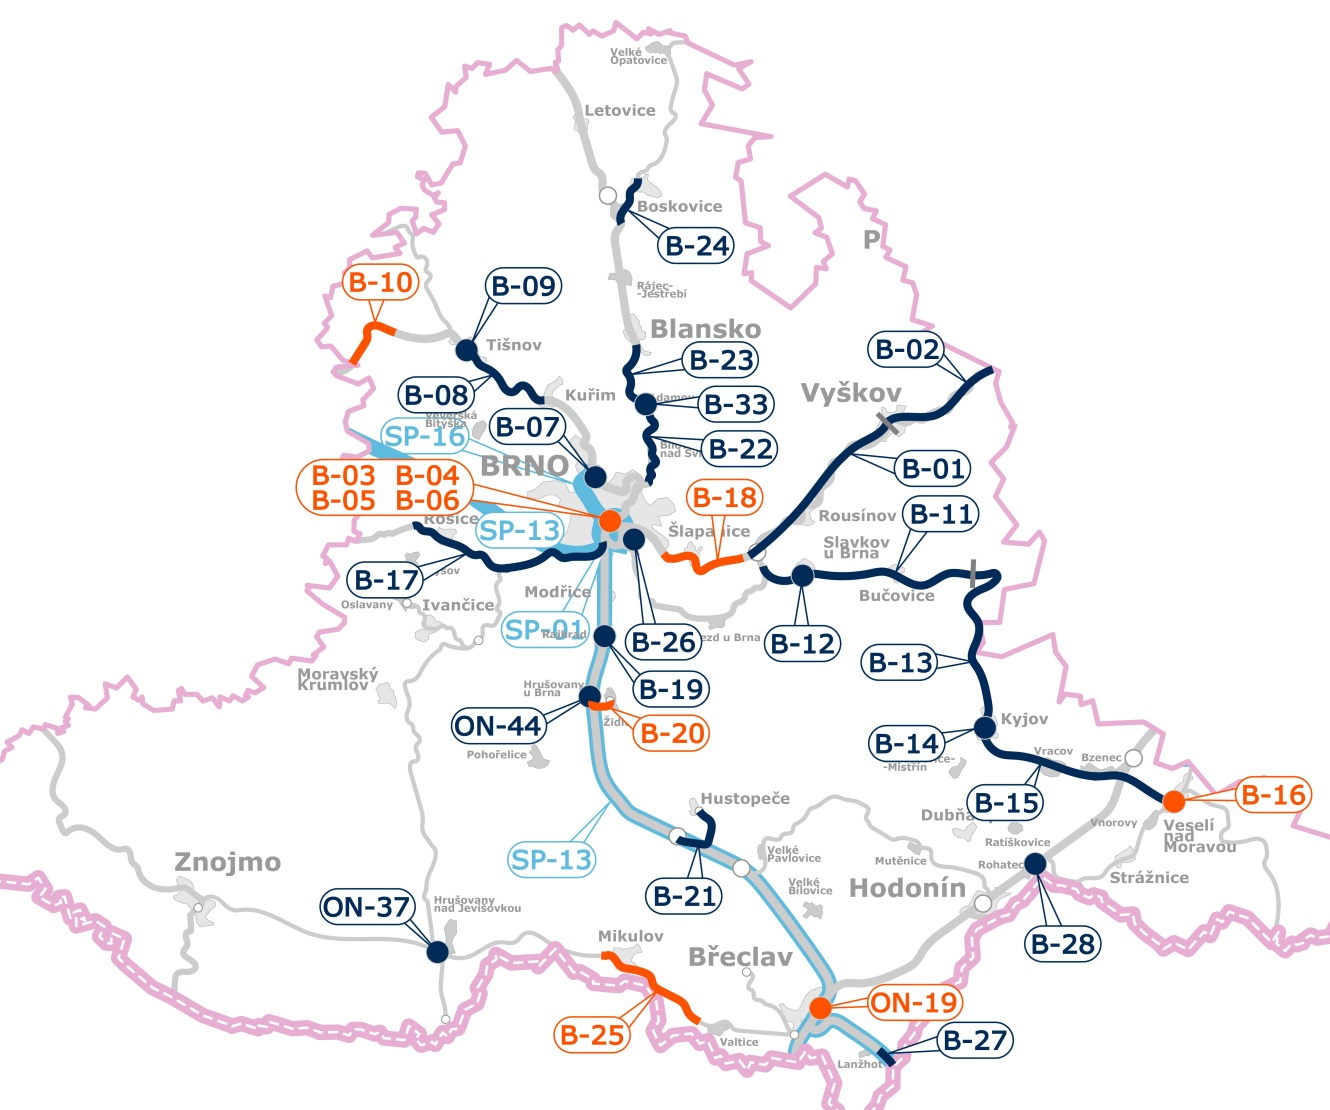 Velké
Opatovice
Letovice
Boskovice
P
B-24
B-10
B-09
Rájec-
-Jestřebí
Blansko
Tišnov
B-02
B-23
B-08
Kuřim
Vyškov
B-33
B-07
SP-16
B-22
BRNO
B-01
B-03 B-04
B-05 B-06
B-18
Rosice
SP-13
Rousínov
B-11
Šlapanice
Slavkov
u Brna
B-17
Bučovice
Oslavany
Ivančice
Modřice
SP-01
B-26
B-12
B-13
Moravský
Krumlov
Hrušovany
u Brna
B-19
ON-44
B-20
Kyjov
B-14
Pohořelice
-Mistřín
Vracov
Bzenec
B-15
B-16
Hustopeče
Vnorovy
Veselí
nad
Moravou
Ratíškovice
SP-13
Velké
Pavlovice
Mutěnice
Rohatec
Znojmo
Strážnice
B-21
Velké
Bílovice
Hodonín
ON-37
Hrušovany
nad Jevišovkou
B-28
Mikulov
Břeclav
ON-19
B-25
Valtice
B-27
Lanžhot